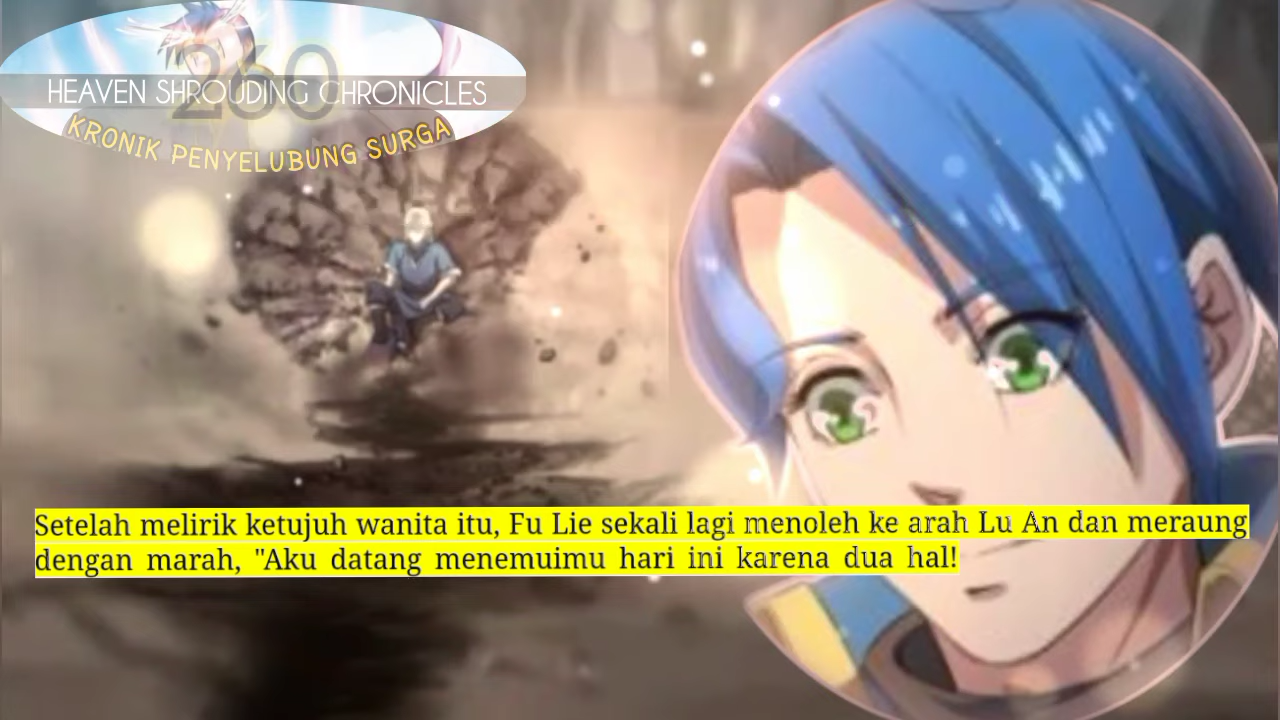 260
HEAVEN SHROUDING CHRONICLES
KRONIK PENYELUBUNG SURGA
Setelah melirik ketujuh wanita itu, Fu Lie sekali lagi menoleh ke arah Lu An dan meraung
dengan marah, "Aku datang menemuimu hari ini karena dua hal!